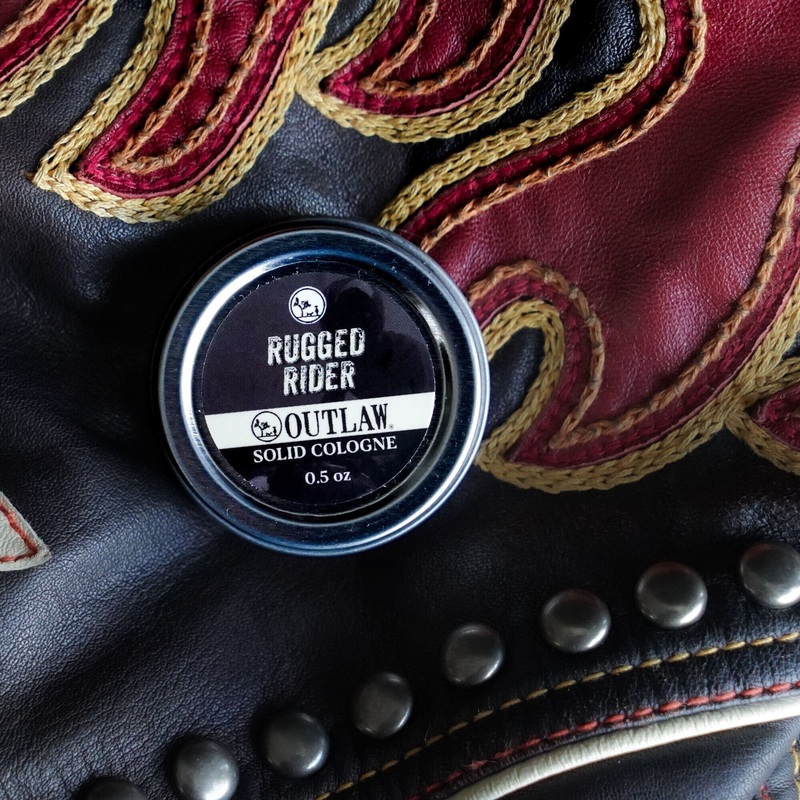 RUGGED
RIDER
OUTLAW®
SOLID COLOGNE
0.5 oz